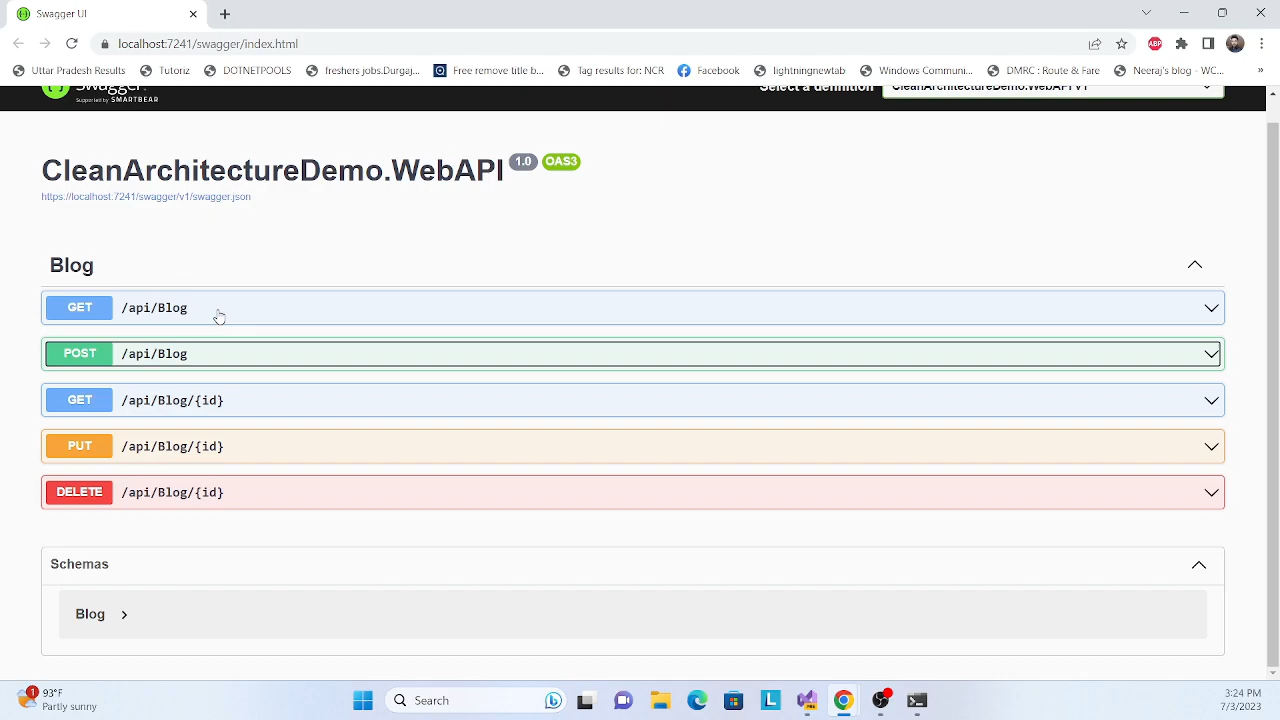 Swagger UI
localhost:7241/swagger/index.html
ABP
Uttar Pradesh Results
Tutoriz
DOTNETPOOLS
freshers jobs.Durgaj...
Free remove title b...
Tag results for: NCR
Facebook
lightningnewtab
Windows Communi...
DMRC : Route & Fare
Neeraj's blog - WC...
»
Swagger.
Supported by SMARTBEAR
Select a definition
CleanArchitectureDemo.WebAPI v1
CleanArchitectureDemo.WebAPI 1.0 OAS3
https://localhost:7241/swagger/v1/swagger.json
Blog
GET /api/Blog
POST /api/Blog
GET /api/Blog/{id}
PUT /api/Blog/{id}
DELETE /api/Blog/{id}
Schemas
Blog
1
93°F
Partly sunny
Search
L
3:24 PM
7/3/2023